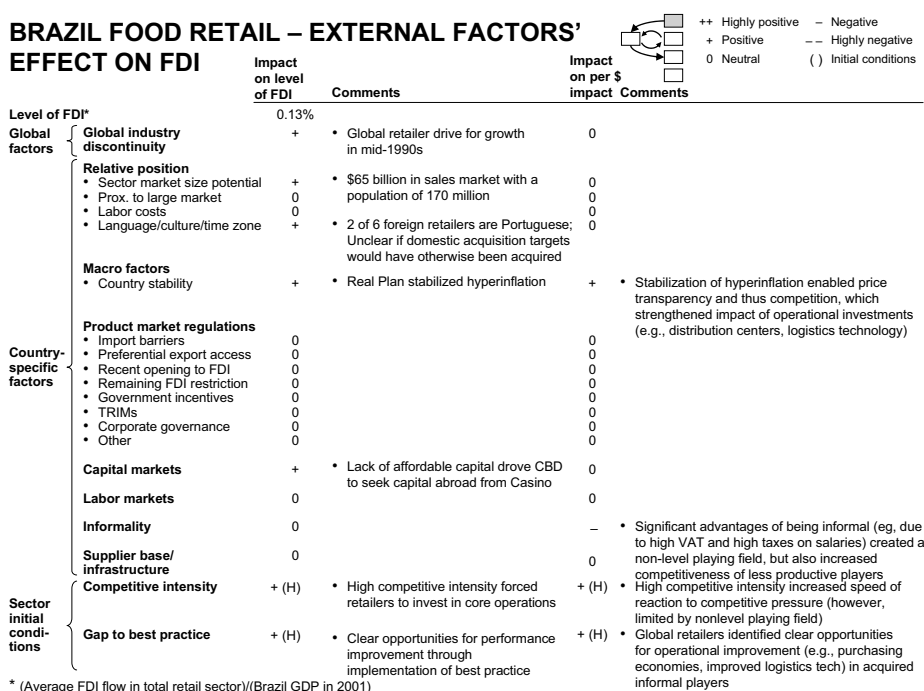 BRAZIL FOOD RETAIL – EXTERNAL FACTORS'
EFFECT ON FDI
++ Highly positive – Negative
+ Positive – – Highly negative
0 Neutral ( ) Initial conditions
Impact
on level
of FDI
Comments
Impact
on per $
impact
Comments
Level of FDI* 0.13%
Global
factors
Global industry
discontinuity
+
• Global retailer drive for growth
in mid-1990s
0
Country-
specific
factors
Relative position
• Sector market size potential +
• $65 billion in sales market with a
population of 170 million
0
• Prox. to large market 0 0
• Labor costs 0 0
• Language/culture/time zone +
• 2 of 6 foreign retailers are Portuguese;
Unclear if domestic acquisition targets
would have otherwise been acquired
0
Macro factors
• Country stability +
• Real Plan stabilized hyperinflation
+
• Stabilization of hyperinflation enabled price
transparency and thus competition, which
strengthened impact of operational investments
(e.g., distribution centers, logistics technology)
Product market regulations
• Import barriers 0 0
• Preferential export access 0 0
• Recent opening to FDI 0 0
• Remaining FDI restriction 0 0
• Government incentives 0 0
• TRIMs 0 0
• Corporate governance 0 0
• Other 0 0
Capital markets +
• Lack of affordable capital drove CBD
to seek capital abroad from Casino
0
Labor markets 0 0
Informality 0 –
• Significant advantages of being informal (eg, due
to high VAT and high taxes on salaries) created a
non-level playing field, but also increased
competitiveness of less productive players
Supplier base/
infrastructure
0 0
Sector
initial
condi-
tions
Competitive intensity + (H)
• High competitive intensity forced
retailers to invest in core operations
+ (H)
• High competitive intensity increased speed of
reaction to competitive pressure (however,
limited by nonlevel playing field)
Gap to best practice + (H)
• Clear opportunities for performance
improvement through
implementation of best practice
+ (H)
• Global retailers identified clear opportunities
for operational improvement (e.g., purchasing
economies, improved logistics tech) in acquired
informal players
* (Average FDI flow in total retail sector)/(Brazil GDP in 2001)